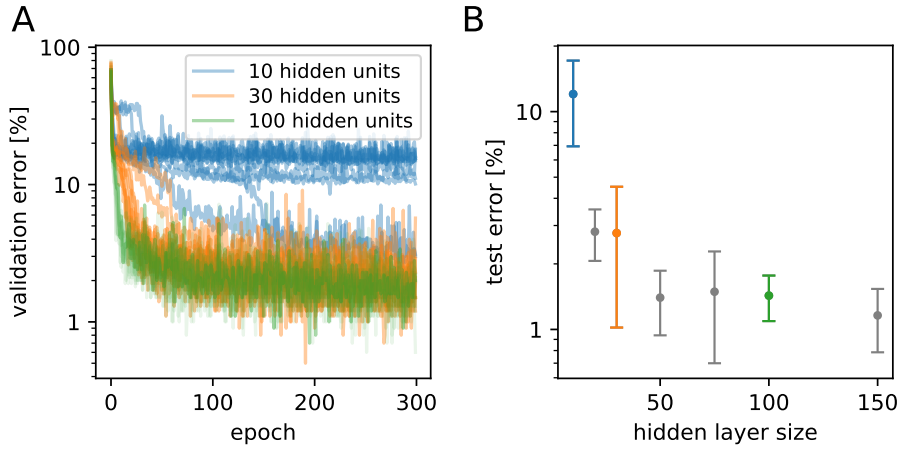 A
B
validation error [%]
100
10
1
10 hidden units
30 hidden units
100 hidden units
0
100
200
300
epoch
test error [%]
10
1
50
100
150
hidden layer size